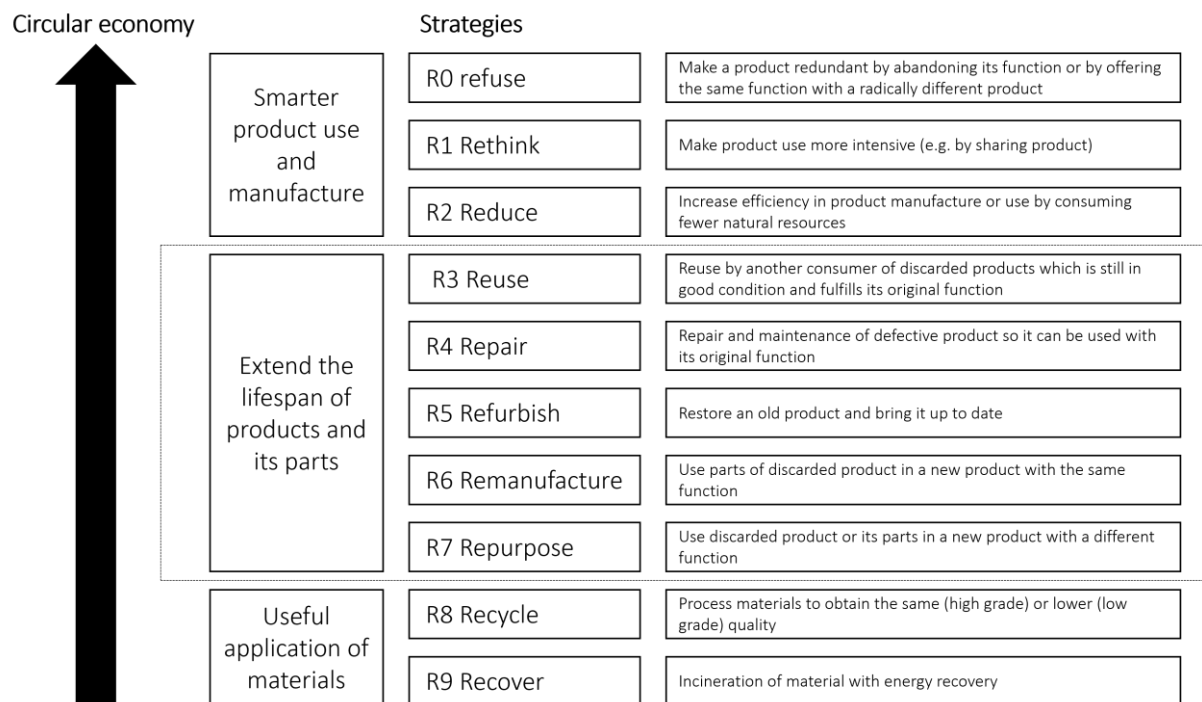 Circular economy
Strategies
Smarter
product use
and
manufacture
R0 refuse
Make a product redundant by abandoning its function or by offering
the same function with a radically different product
R1 Rethink
Make product use more intensive (e.g. by sharing product)
R2 Reduce
Increase efficiency in product manufacture or use by consuming
fewer natural resources
Extend the
lifespan of
products and
its parts
R3 Reuse
Reuse by another consumer of discarded products which is still in
good condition and fulfills its original function
R4 Repair
Repair and maintenance of defective product so it can be used with
its original function
R5 Refurbish
Restore an old product and bring it up to date
R6 Remanufacture
Use parts of discarded product in a new product with the same
function
R7 Repurpose
Use discarded product or its parts in a new product with a different
function
Useful
application of
materials
R8 Recycle
Process materials to obtain the same (high grade) or lower (low
grade) quality
R9 Recover
Incineration of material with energy recovery